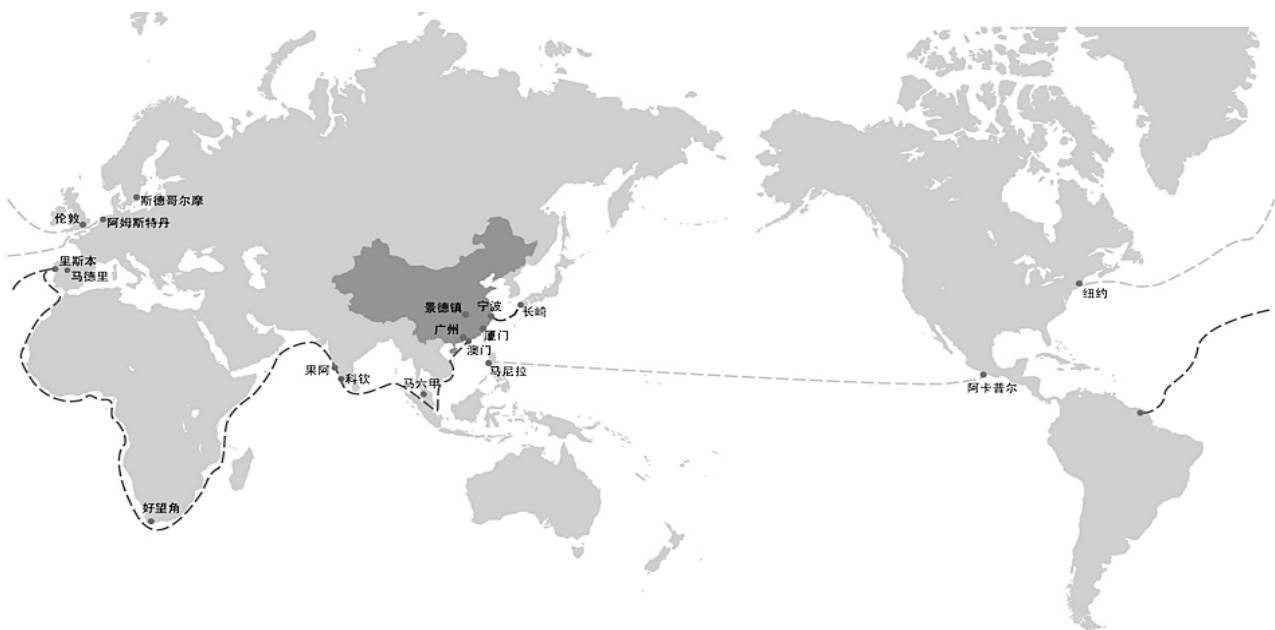 斯德哥尔摩
伦敦
阿姆斯特丹
里斯本
马德里
纽约
景德镇
宁波
长崎
广州
厦门
澳门
果阿
科钦
马六甲
马尼拉
阿卡普尔
好望角